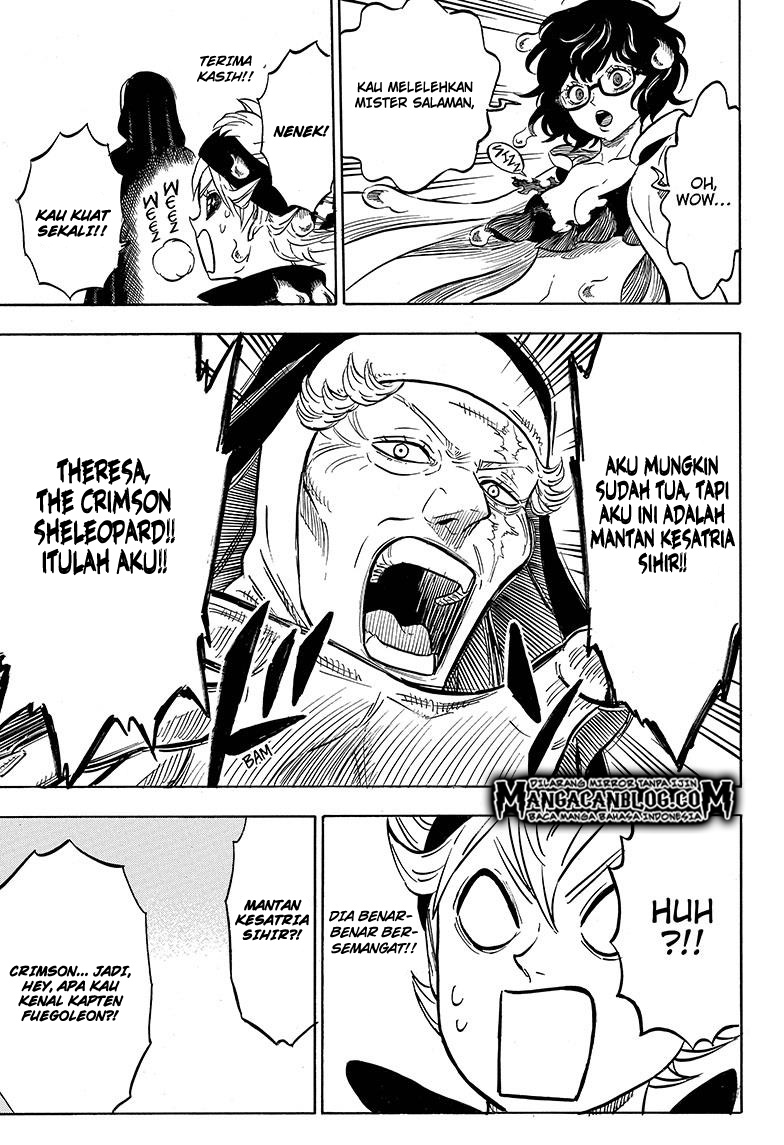 OH,
WOW...
KAU MELELEHKAN
MISTER SALAMAN,
TERIMA
KASIH!!
NENEK!
WEEZ
WEEZ
KAU KUAT
SEKALI!!
AKU MUNGKIN
SUDAH TUA, TAPI
AKU INI ADALAH
MANTAN KESATRIA
SIHIR!!
THERESA,
THE CRIMSON
SHELEOPARD!!
ITULAH AKU!!
BAM
DILARANG MIRROR TANPA IJIN
MANGACANBLOG.COM
BACA MANGA BAHASA INDONESIA
HUH
?!!
DIA BENAR-
BENAR BER-
SEMANGAT!!
MANTAN
KESATRIA
SIHIR?!
CRIMSON... JADI,
HEY, APA KAU
KENAL KAPTEN
FUEGOLEON?!